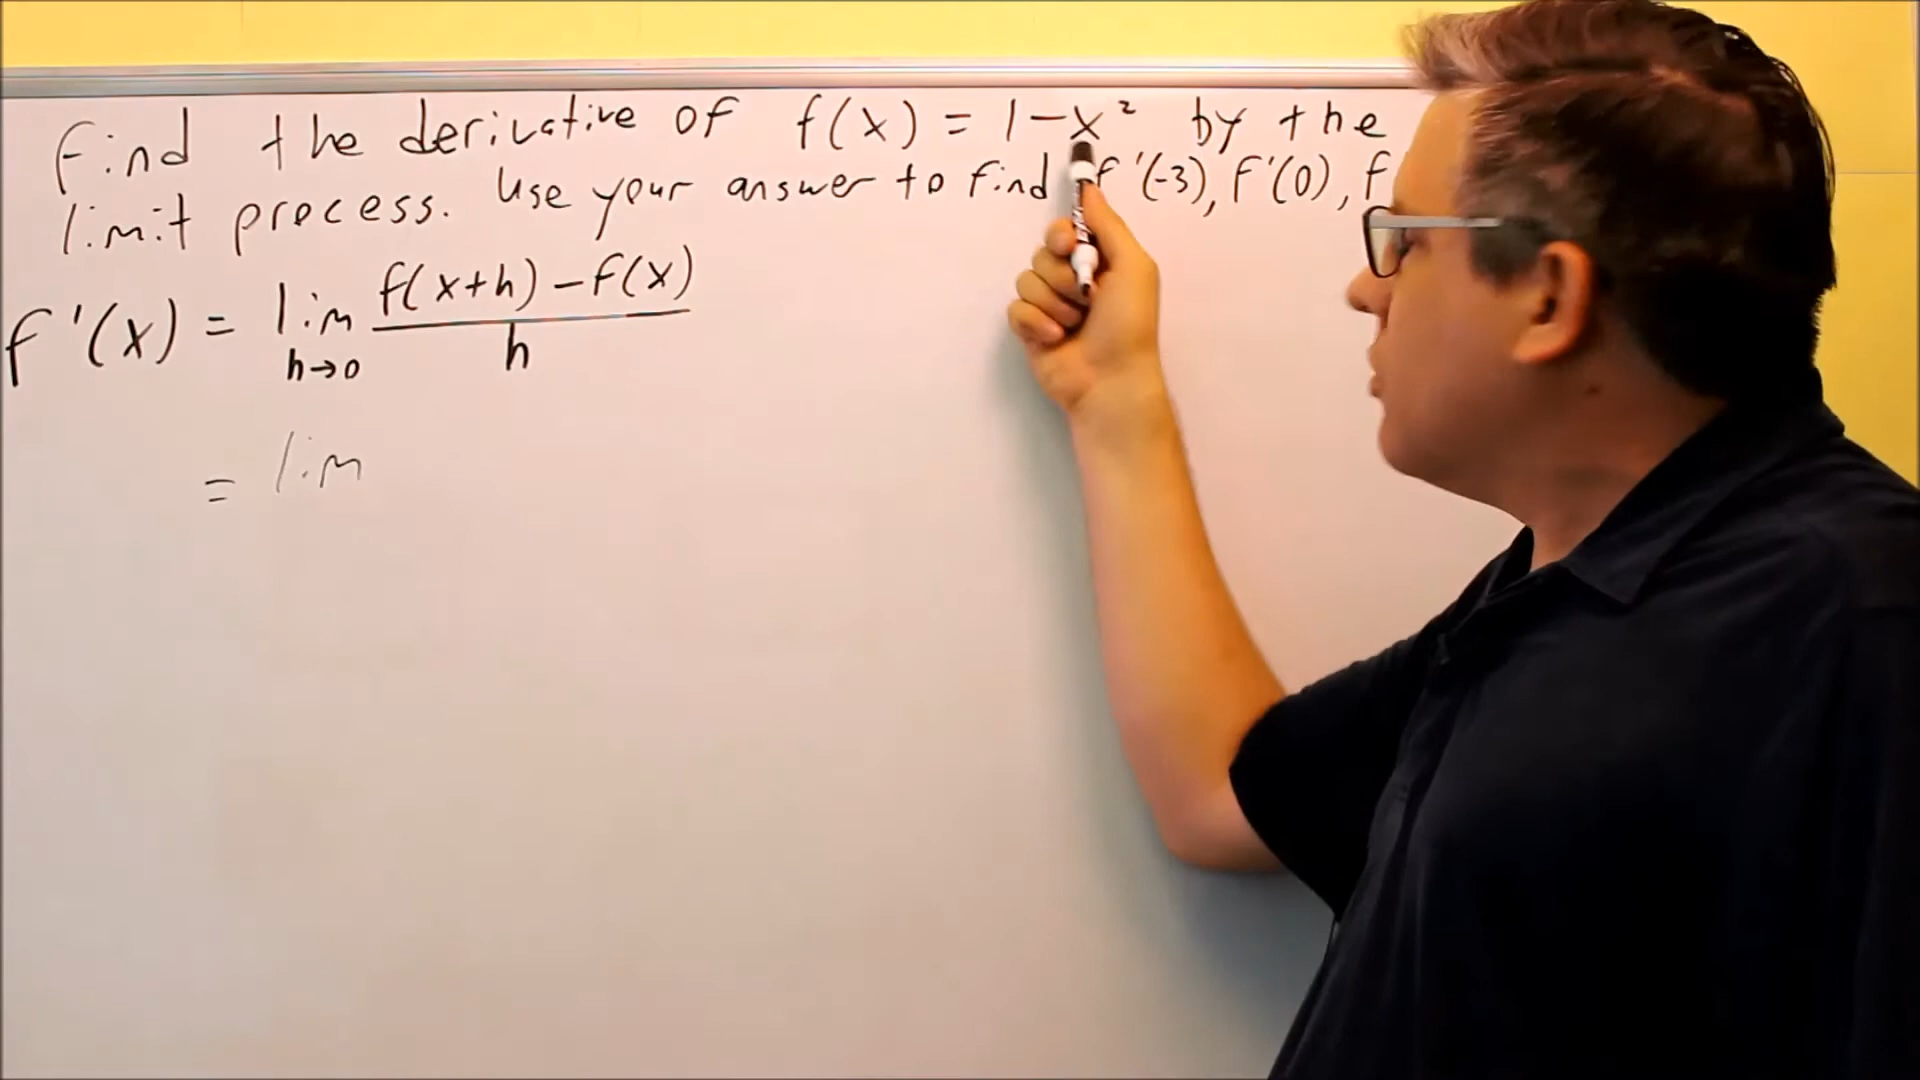 Find the derivative of f(x) = 1-x² by the
limit process. Use your answer to find f'(-3), f'(0), f
f'(x) = lim h→0 f(x+h) - f(x) / h
= lim